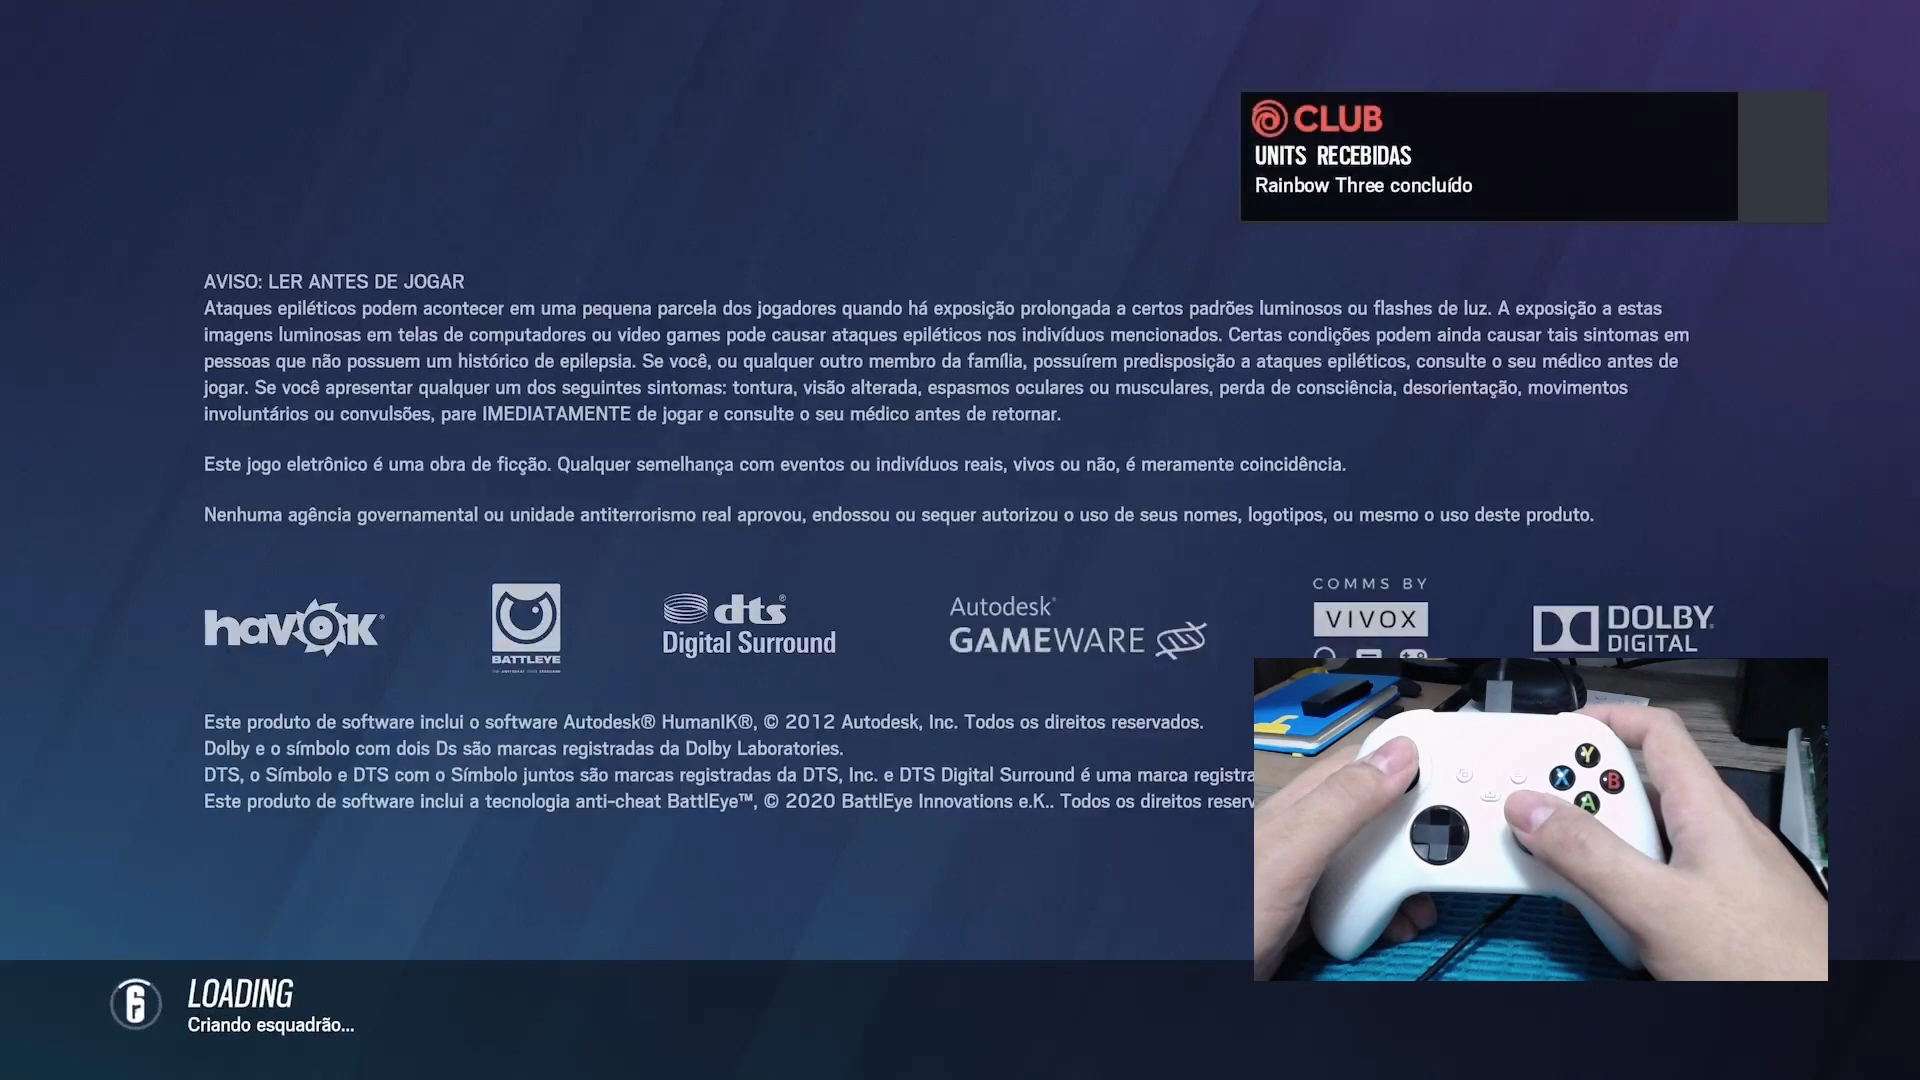 CLUB
UNITS RECEBIDAS
Rainbow Three concluído
AVISO: LER ANTES DE JOGAR
Ataques epiléticos podem acontecer em uma pequena parcela dos jogadores quando há exposição prolongada a certos padrões luminosos ou flashes de luz. A exposição a estas
imagens luminosas em telas de computadores ou video games pode causar ataques epiléticos nos indivíduos mencionados. Certas condições podem ainda causar tais sintomas em
pessoas que não possuem um histórico de epilepsia. Se você, ou qualquer outro membro da família, possuírem predisposição a ataques epiléticos, consulte o seu médico antes de
jogar. Se você apresentar qualquer um dos seguintes sintomas: tontura, visão alterada, espasmos oculares ou musculares, perda de consciência, desorientação, movimentos
involuntários ou convulsões, pare IMEDIATAMENTE de jogar e consulte o seu médico antes de retornar.
Este jogo eletrônico é uma obra de ficção. Qualquer semelhança com eventos ou indivíduos reais, vivos ou não, é meramente coincidência.
Nenhuma agência governamental ou unidade antiterrorismo real aprovou, endossou ou sequer autorizou o uso de seus nomes, logotipos, ou mesmo o uso deste produto.
havok®
BATTLEYE
dts®
Digital Surround
Autodesk®
GAMEWARE
COMMS BY
VIVOX
DOLBY®
DIGITAL
Este produto de software inclui o software Autodesk® HumanIK®, © 2012 Autodesk, Inc. Todos os direitos reservados.
Dolby e o símbolo com dois Ds são marcas registradas da Dolby Laboratories.
DTS, o Símbolo e DTS com o Símbolo juntos são marcas registradas da DTS, Inc. e DTS Digital Surround é uma marca registra
Este produto de software inclui a tecnologia anti-cheat BattlEye™, © 2020 BattlEye Innovations e.K.. Todos os direitos reserv
Y
X
B
A
LOADING
Criando esquadrão...